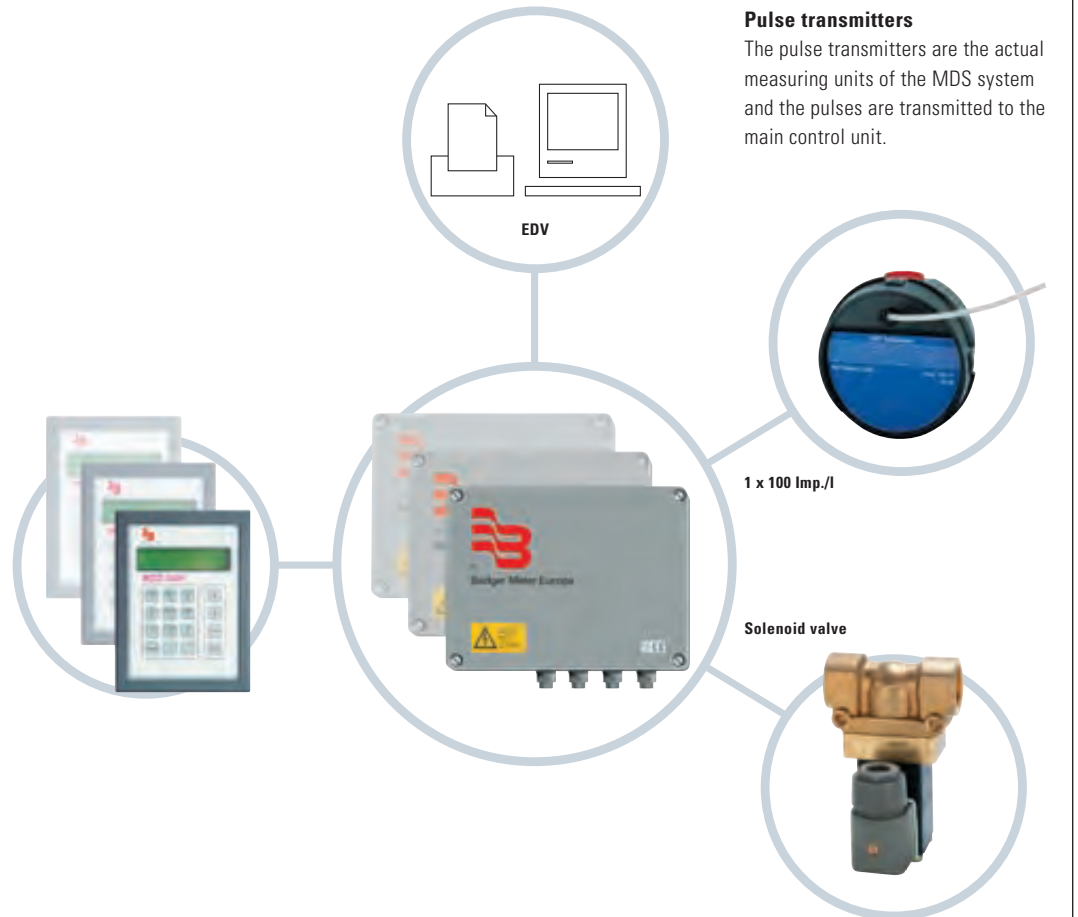 Pulse transmitters
The pulse transmitters are the actual
measuring units of the MDS system
and the pulses are transmitted to the
main control unit.
EDV
1 x 100 Imp./l
Badger Meter Europa
Solenoid valve